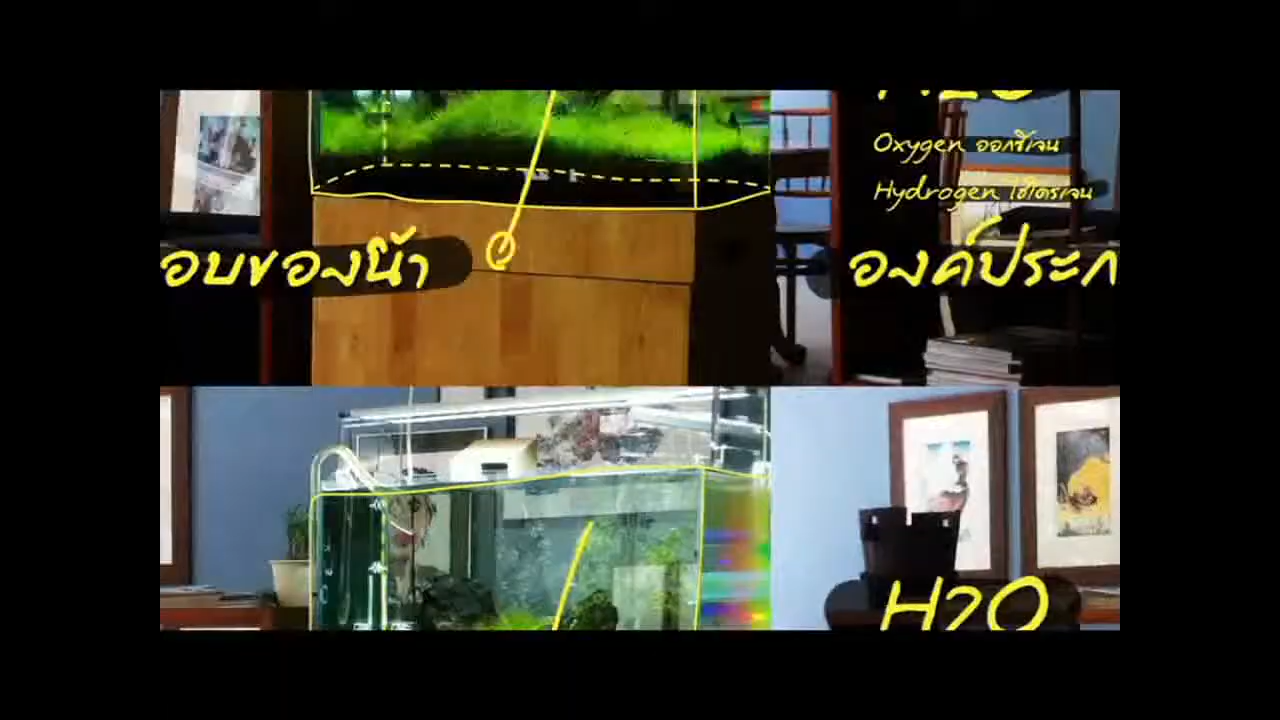 Oxygen ออกซิเจน
Hydrogen ไฮโดรเจน
อบของน้ำ
องค์ประก
H2O